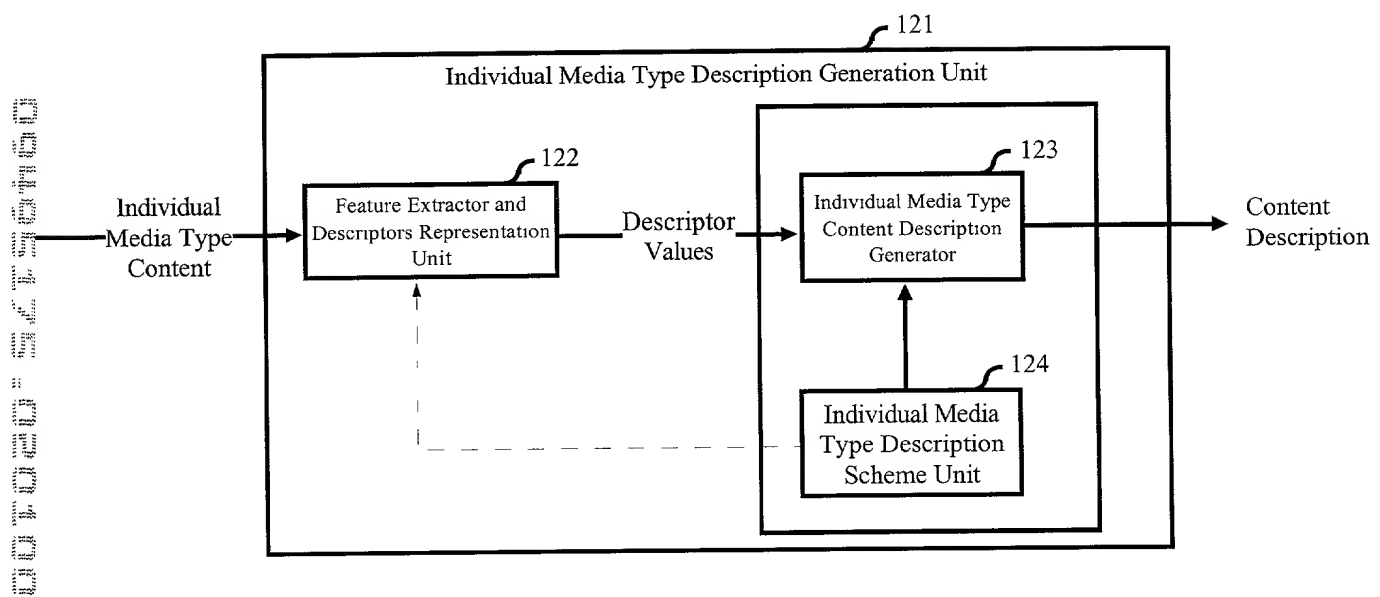 121
Individual Media Type Description Generation Unit
122
123
Feature Extractor and
Descriptors Representation
Unit
Individual
Media Type
Content
Descriptor
Values
Individual Media Type
Content Description
Generator
Content
Description
124
Individual Media
Type Description
Scheme Unit